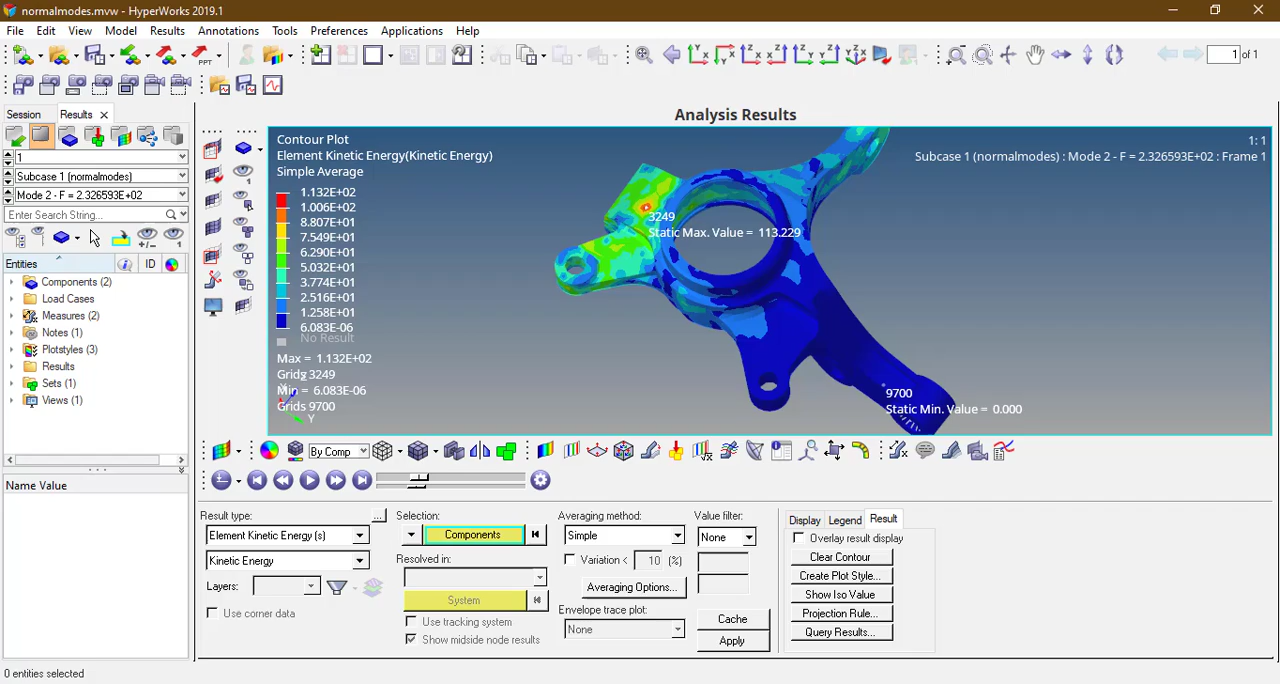 normalmodes.mvw - HyperWorks 2019.1
File Edit View Model Results Annotations Tools Preferences Applications Help
PPT
1 of 1
Session Results
Analysis Results
1
Subcase 1 (normalmodes)
Mode 2 - F = 2.326593E+02
Enter Search String...
Entities ID
Components (2)
Load Cases
Measures (2)
Notes (1)
Plotstyles (3)
Results
Sets (1)
Views (1)
Name Value
Contour Plot
Element Kinetic Energy(Kinetic Energy)
Simple Average
1.132E+02
1.006E+02
8.807E+01
7.549E+01
6.290E+01
5.032E+01
3.774E+01
2.516E+01
1.258E+01
6.083E-06
No Result
Max = 1.132E+02
Grids 3249
Min = 6.083E-06
Grids 9700
Y
1: 1
Subcase 1 (normalmodes) : Mode 2 - F = 2.326593E+02 : Frame 1
3249
Static Max. Value = 113.229
9700
Static Min. Value = 0.000
By Comp
Result type: ...
Element Kinetic Energy (s)
Kinetic Energy
Layers:
Use corner data
Selection:
Components
Resolved in:
System
Use tracking system
Show midside node results
Averaging method:
Simple
Variation < 10 (%)
Averaging Options...
Envelope trace plot:
None
Value filter:
None
Cache
Apply
Display Legend Result
Overlay result display
Clear Contour
Create Plot Style...
Show Iso Value
Projection Rule...
Query Results...
0 entities selected